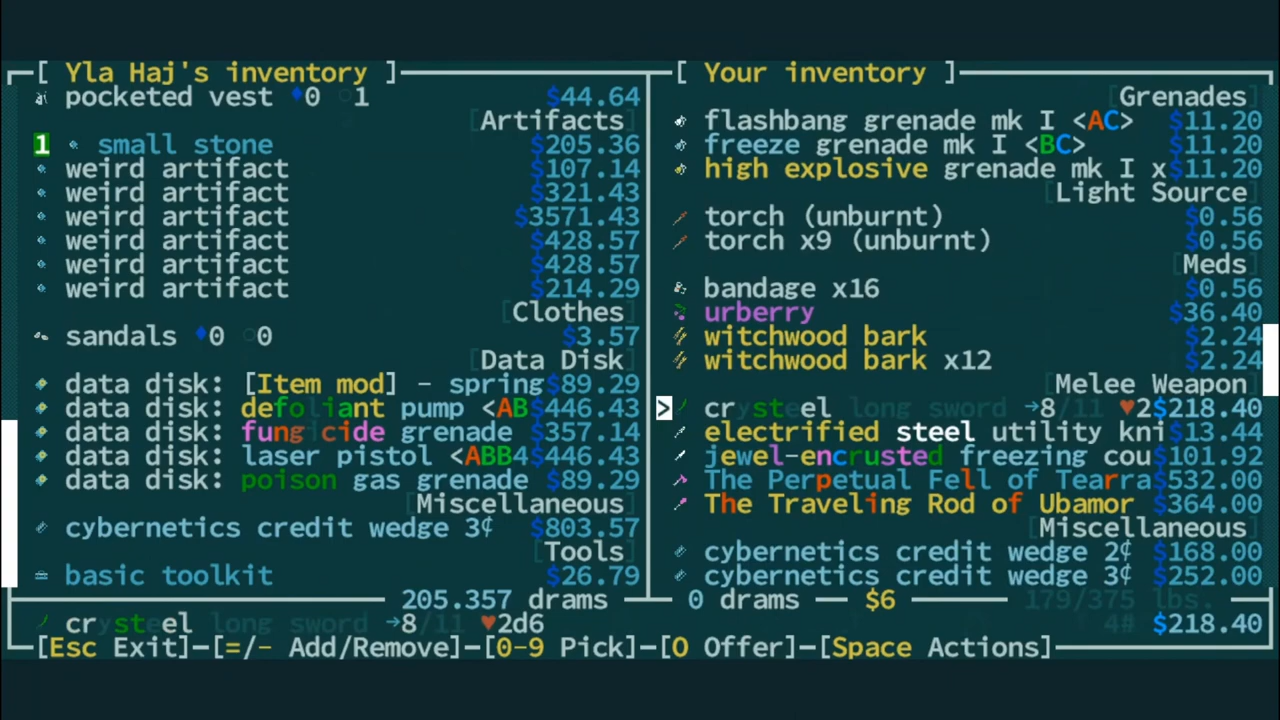 [ Yla Haj's inventory ]
pocketed vest ♦0 ○1 $44.64
[Artifacts]
1 small stone $205.36
weird artifact $107.14
weird artifact $321.43
weird artifact $3571.43
weird artifact $428.57
weird artifact $428.57
weird artifact $214.29
[Clothes]
sandals ♦0 ○0 $3.57
[Data Disk]
data disk: [Item mod] - spring $89.29
data disk: defoliant pump <AB $446.43
data disk: fungicide grenade $357.14
data disk: laser pistol <ABB4 $446.43
data disk: poison gas grenade $89.29
[Miscellaneous]
cybernetics credit wedge 3¢ $803.57
[Tools]
basic toolkit $26.79
205.357 drams
[ Your inventory ]
[Grenades]
flashbang grenade mk I <AC> $11.20
freeze grenade mk I <BC> $11.20
high explosive grenade mk I x $11.20
[Light Source]
torch (unburnt) $0.56
torch x9 (unburnt) $0.56
[Meds]
bandage x16 $0.56
urberry $36.40
witchwood bark $2.24
witchwood bark x12 $2.24
[Melee Weapon]
> crysteel long sword →8/11 ♥2 $218.40
electrified steel utility kni $13.44
jewel-encrusted freezing cou $101.92
The Perpetual Fell of Tearra $532.00
The Traveling Rod of Ubamor $364.00
[Miscellaneous]
cybernetics credit wedge 2¢ $168.00
cybernetics credit wedge 3¢ $252.00
0 drams — $6 179/375 lbs.
crysteel long sword →8/11 ♥2d6 4# $218.40
[Esc Exit]—[=/- Add/Remove]—[0-9 Pick]—[O Offer]—[Space Actions]